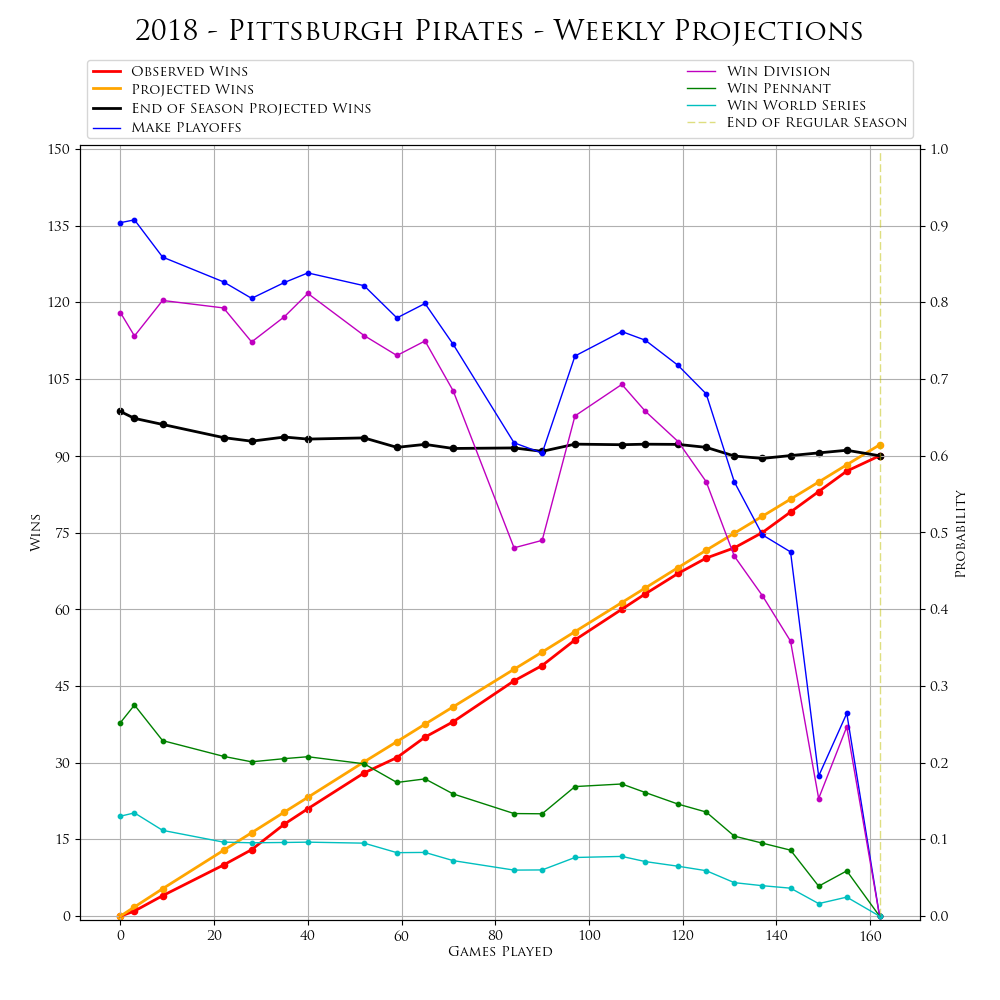 2018 - Pittsburgh Pirates - Weekly Projections
Observed Wins
Projected Wins
End of Season Projected Wins
Make Playoffs
Win Division
Win Pennant
Win World Series
End of Regular Season
150
135
120
105
90
75
60
45
30
15
0
Wins
1.0
0.9
0.8
0.7
0.6
0.5
0.4
0.3
0.2
0.1
0.0
Probability
0 20 40 60 80 100 120 140 160
Games Played